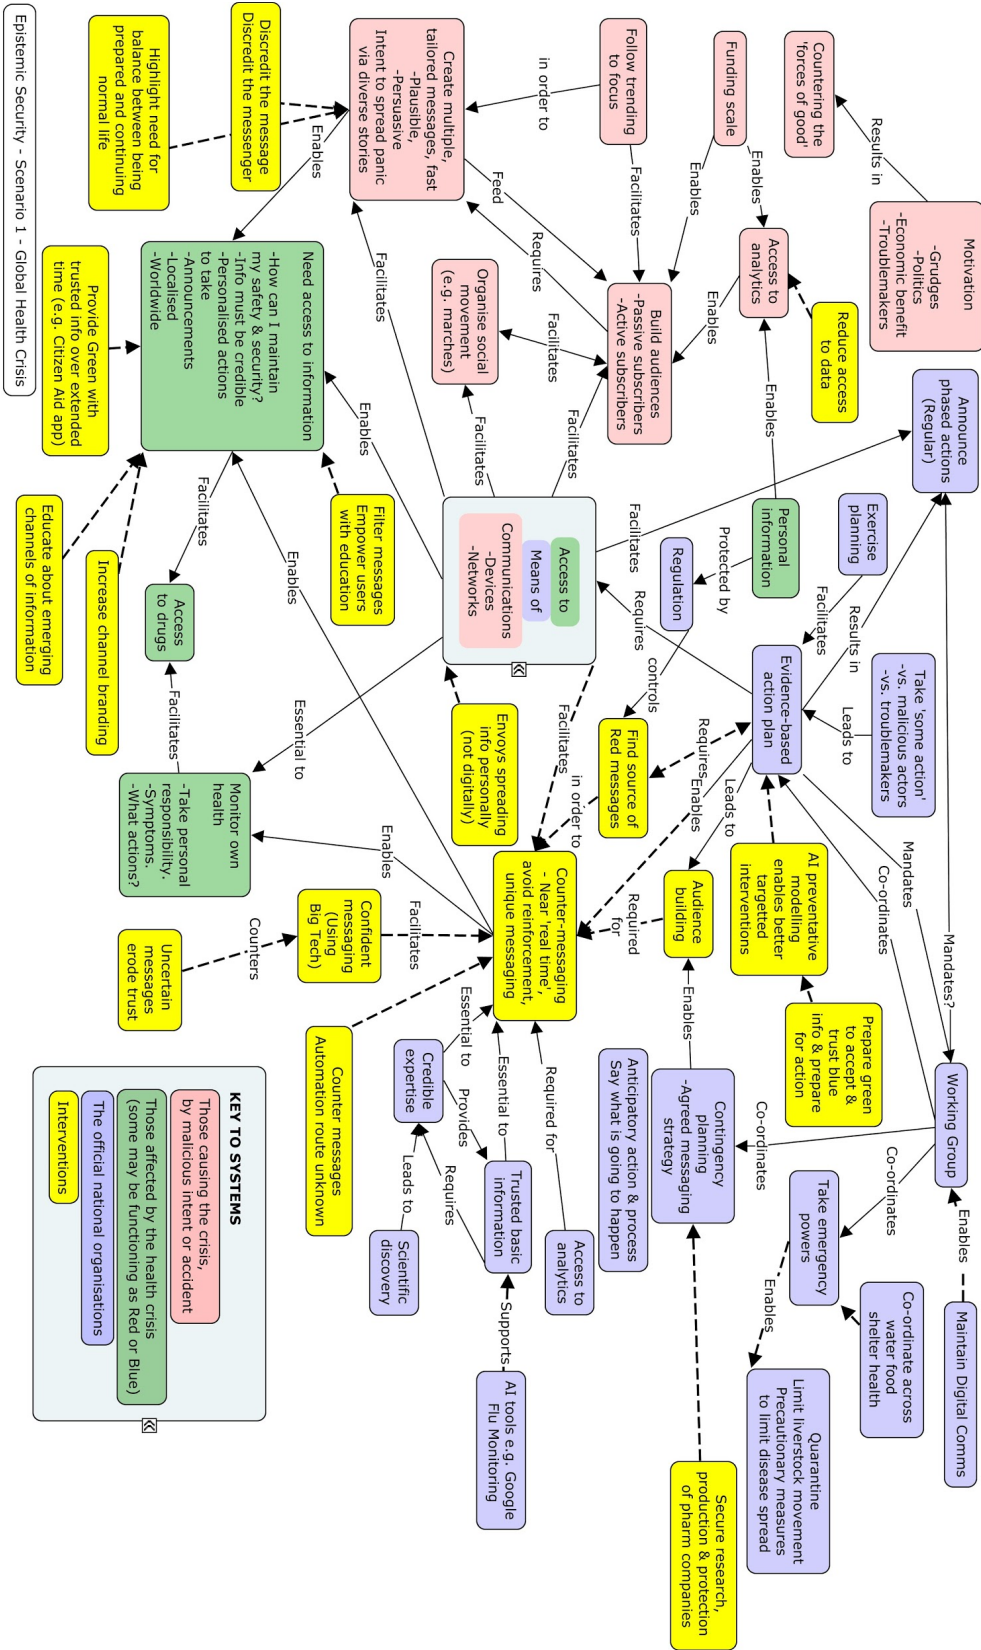 Motivation
-Grudges
-Politics
-Economic benefit
-Troublemakers
Results in
Countering the
'forces of good'
Funding scale
Enables
Enables
Follow trending
to focus
in order to
Facilitates
Access to
analytics
Enables
Reduce access
to data
Enables
Create multiple,
tailored messages, fast
-Plausible,
-Persuasive
Intent to spread panic
via diverse stories
Feed
Requires
Build audiences
-Passive subscribers
-Active subscribers
Discredit the message
Discredit the messenger
Highlight need for
balance between being
prepared and continuing
normal life
Enables
Facilitates
Organise social
movement
(e.g. marches)
Facilitates
Facilitates
Facilitates
Announce
phased actions
(Regular)
Exercise
planning
Facilitates
Results in
Personal
information
Protected by
Regulation
controls
Facilitates
Requires
Evidence-based
action plan
Take 'some action'
-vs. malicious actors
-vs. troublemakers
Leads to
Need access to information
-How can I maintain
my safety & security?
-Info must be credible
-Personalised actions
to take
-Announcements
-Localised
-Worldwide
Enables
Enables
Provide Green with
trusted info over extended
time (e.g. Citizen Aid app)
Filter messages
Empower users
with education
Educate about emerging
channels of information
Increase channel branding
Facilitates
Access
to drugs
Facilitates
Access to
Means of
Communications
-Devices
-Networks
Envoys spreading
info personally
(not digitally)
Facilitates
Essential to
Find source of
Red messages
in order to
Requires
Enables
Leads to
Monitor own
health
-Take personal
responsibility.
-Symptoms.
-What actions?
Enables
Counter-messaging
- Near 'real time',
avoid reinforcement,
unique messaging
Audience
building
Required
for
AI preventative
modelling
enables better
targetted
interventions
Prepare green
to accept &
trust blue
info & prepare
for action
Mandates
Co-ordinates
Mandates?
Working Group
Enables
Maintain Digital Comms
Co-ordinates
Co-ordinates
Take emergency
powers
Co-ordinate across
water food
shelter health
Enables
Quarantine
Limit liverstock movement
Precautionary measures
to limit disease spread
Contingency
planning
-Agreed messaging
strategy
Enables
Anticipatory action & process
Say what is going to happen
Secure research,
production & protection
of pharm companies
Confident
messaging
(Using
Big Tech)
Facilitates
Counters
Uncertain
messages
erode trust
Counter messages
Automation route unknown
Essential to
Credible
expertise
Provides
Essential to
Required for
Access to
analytics
Trusted basic
information
Requires
Leads to
Scientific
discovery
Supports
AI tools e.g. Google
Flu Monitoring
KEY TO SYSTEMS
Those causing the crisis,
by malicious intent or accident
Those affected by the health crisis
(some may be functioning as Red or Blue)
The official national organisations
Interventions
Epistemic Security - Scenario 1 - Global Health Crisis